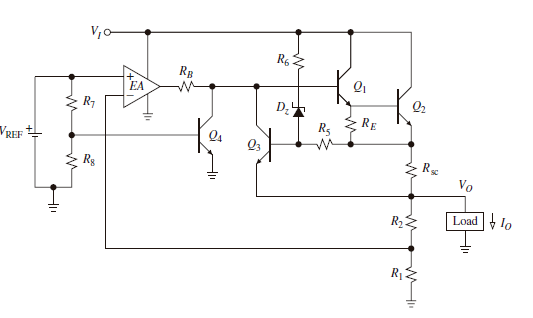 V_I
R_6
R_B
EA
+
−
Q_1
D_z
Q_2
R_7
R_5
R_E
V_REF
+
Q_4
Q_3
R_8
R_sc
V_O
R_2
Load
I_O
R_1